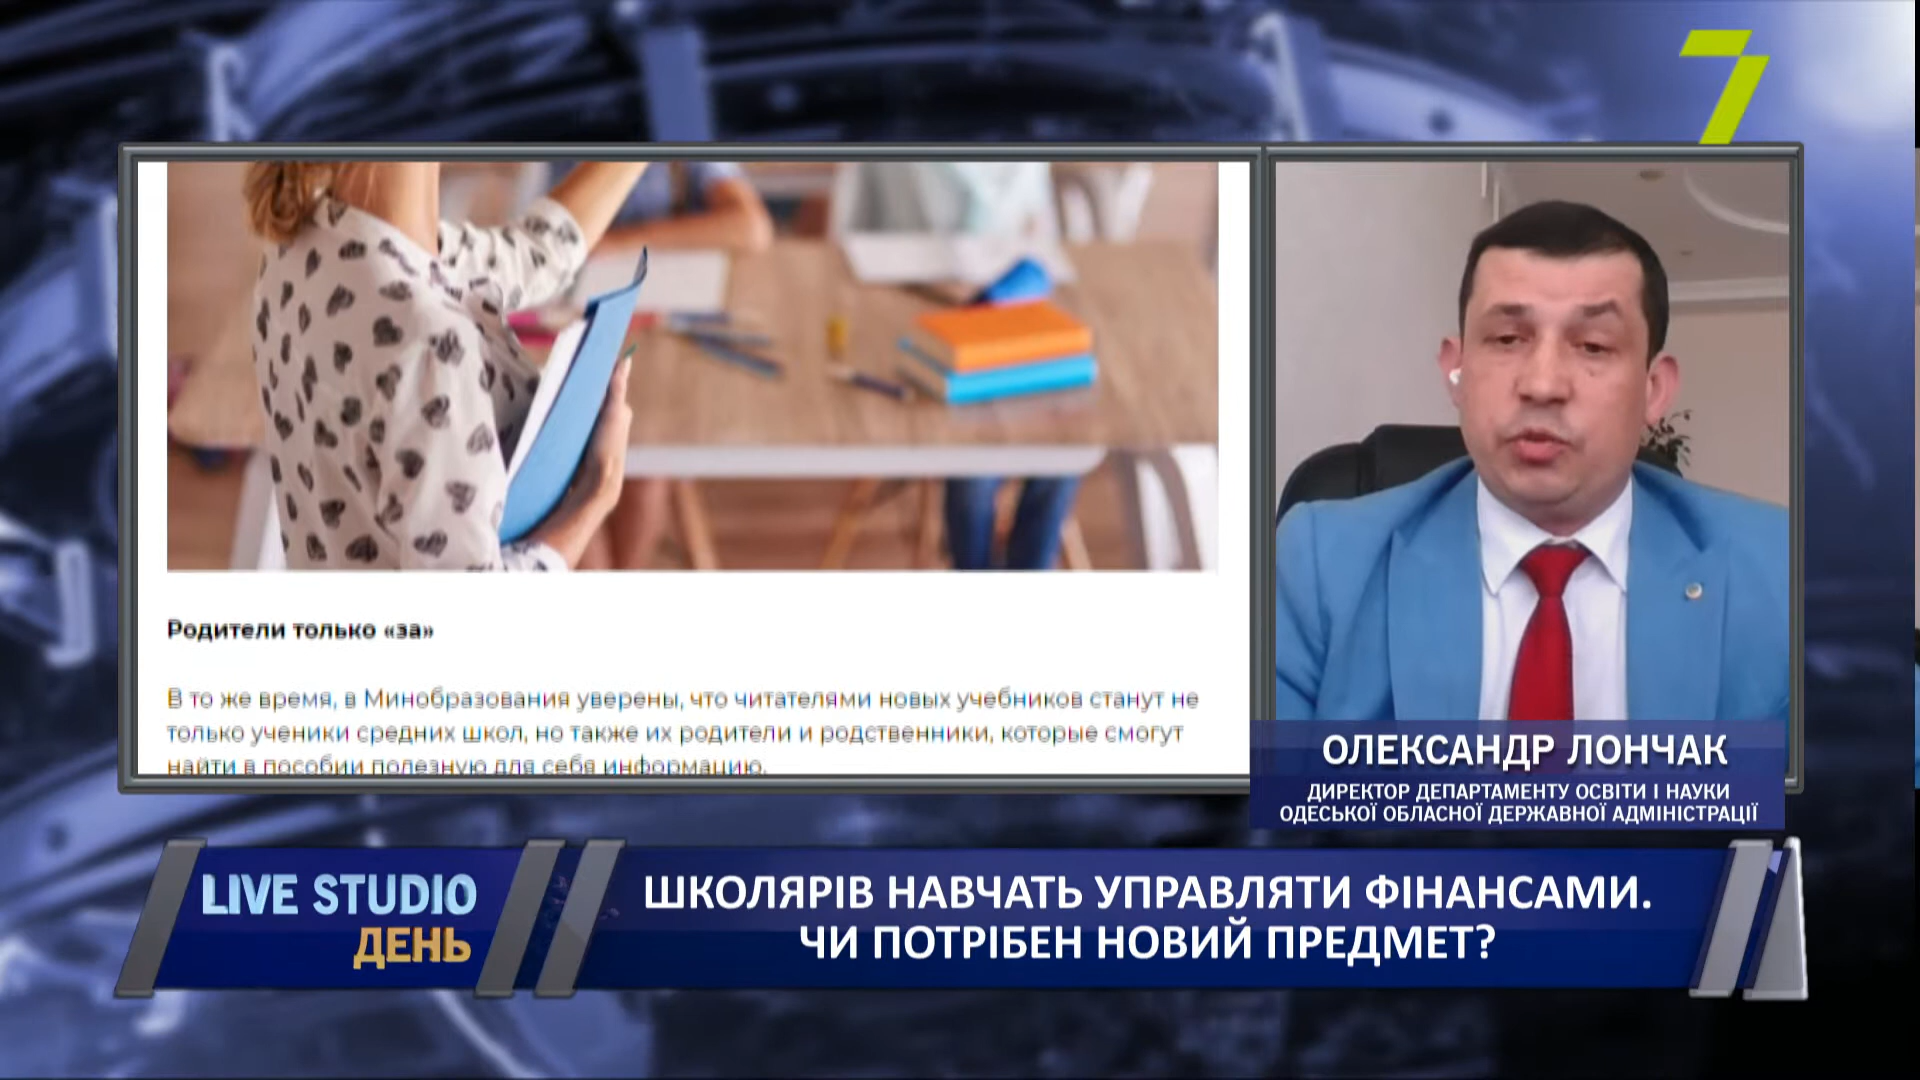 7
Родители только «за»
В то же время, в Минобразования уверены, что читателями новых учебников станут не
только ученики средних школ, но также их родители и родственники, которые смогут
найти в пособии полезную для себя информацию.
ОЛЕКСАНДР ЛОНЧАК
ДИРЕКТОР ДЕПАРТАМЕНТУ ОСВІТИ І НАУКИ
ОДЕСЬКОЇ ОБЛАСНОЇ ДЕРЖАВНОЇ АДМІНІСТРАЦІЇ
LIVE STUDIO
ДЕНЬ
ШКОЛЯРІВ НАВЧАТЬ УПРАВЛЯТИ ФІНАНСАМИ.
ЧИ ПОТРІБЕН НОВИЙ ПРЕДМЕТ?